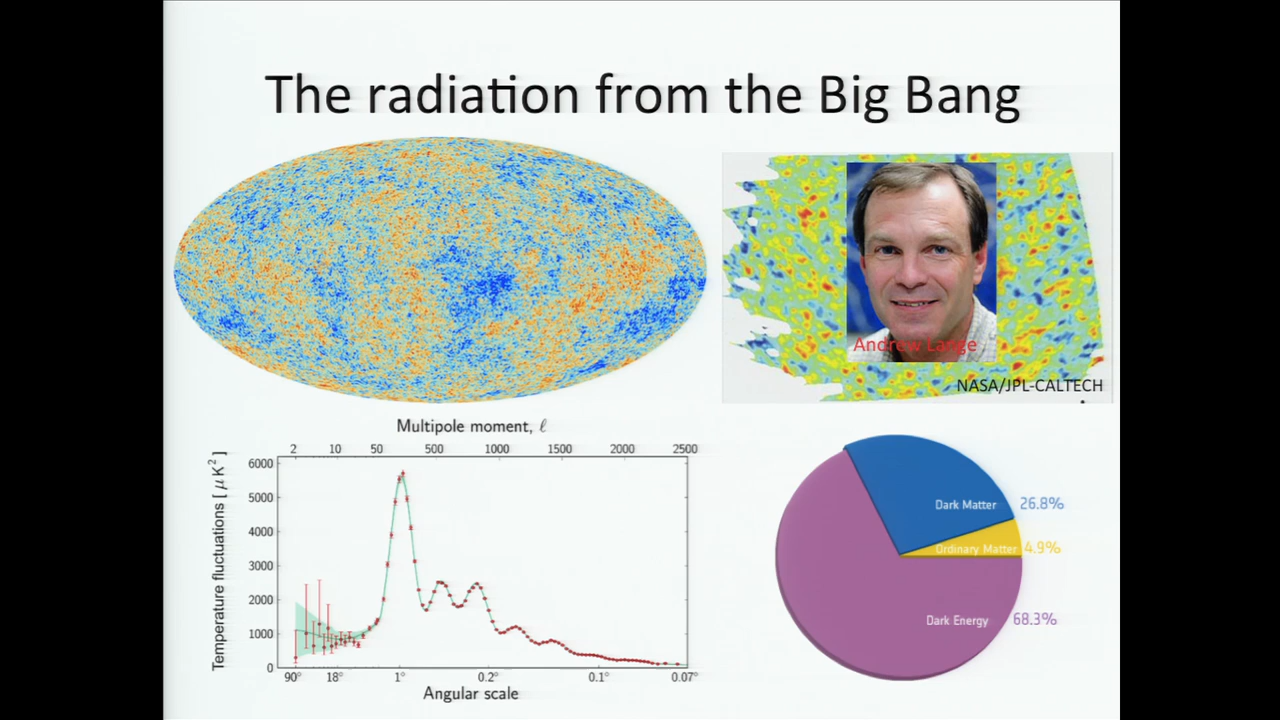 The radiation from the Big Bang
Andrew Lange
NASA/JPL-CALTECH
Multipole moment, ℓ
2 10 50 500 1000 1500 2000 2500
Temperature fluctuations [ μ K² ]
6000
5000
4000
3000
2000
1000
0
90° 18° 1° 0.2° 0.1° 0.07°
Angular scale
Dark Matter 26.8%
Ordinary Matter 4.9%
Dark Energy 68.3%